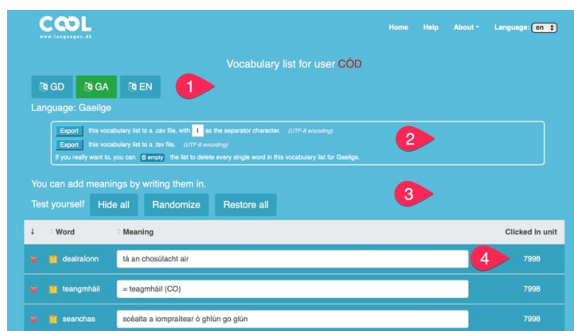 COOL
www.languages.dk
Home Help About Language: en
Vocabulary list for user CÓD
GD GA EN
1
Language: Gaeilge
Export this vocabulary list to a .csv file, with | as the separator character. (UTF-8 encoding)
Export this vocabulary list to a .tsv file. (UTF-8 encoding)
If you really want to, you can empty the list to delete every single word in this vocabulary list for Gaeilge.
2
You can add meanings by writing them in.
Test yourself Hide all Randomize Restore all
3
↓ Word Meaning Clicked in unit
dealraíonn tá an chosúlacht air 4 7998
teangmháil = teagmháil (CO) 7998
seanchas scéalta a iompraítear ó ghlún go glún 7998